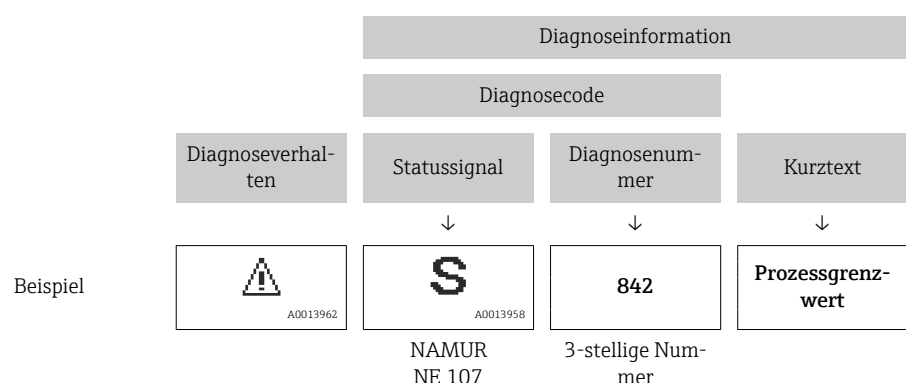 Diagnoseinformation
Diagnosecode
Diagnoseverhal-
ten
Statussignal
Diagnosenum-
mer
Kurztext
↓ ↓ ↓
Beispiel
A0013962
S
A0013958
842
Prozessgrenz-
wert
NAMUR
NE 107
3-stellige Num-
mer